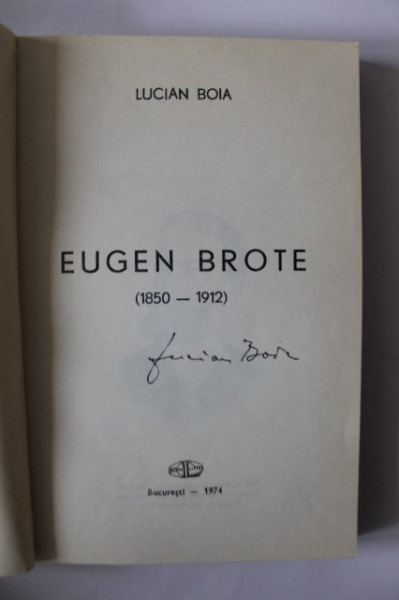 LUCIAN BOIA
EUGEN BROTE
(1850 — 1912)
Lucian Boia
București — 1974